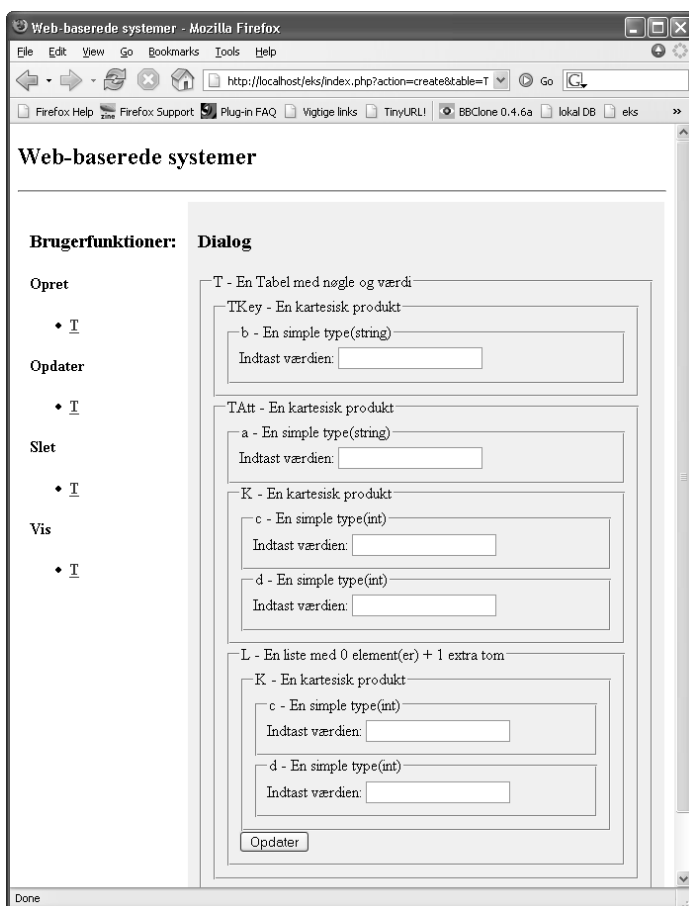 Web-baserede systemer - Mozilla Firefox
File Edit View Go Bookmarks Tools Help
http://localhost/eks/index.php?action=create&table=T Go G
Firefox Help Firefox Support Plug-in FAQ Vigtige links TinyURL! BBClone 0.4.6a lokal DB eks »
Web-baserede systemer
Brugerfunktioner:
Opret
• T
Opdater
• T
Slet
• T
Vis
• T
Dialog
T - En Tabel med nøgle og værdi
TKey - En kartesisk produkt
b - En simple type(string)
Indtast værdien:
TAtt - En kartesisk produkt
a - En simple type(string)
Indtast værdien:
K - En kartesisk produkt
c - En simple type(int)
Indtast værdien:
d - En simple type(int)
Indtast værdien:
L - En liste med 0 element(er) + 1 extra tom
K - En kartesisk produkt
c - En simple type(int)
Indtast værdien:
d - En simple type(int)
Indtast værdien:
Opdater
Done